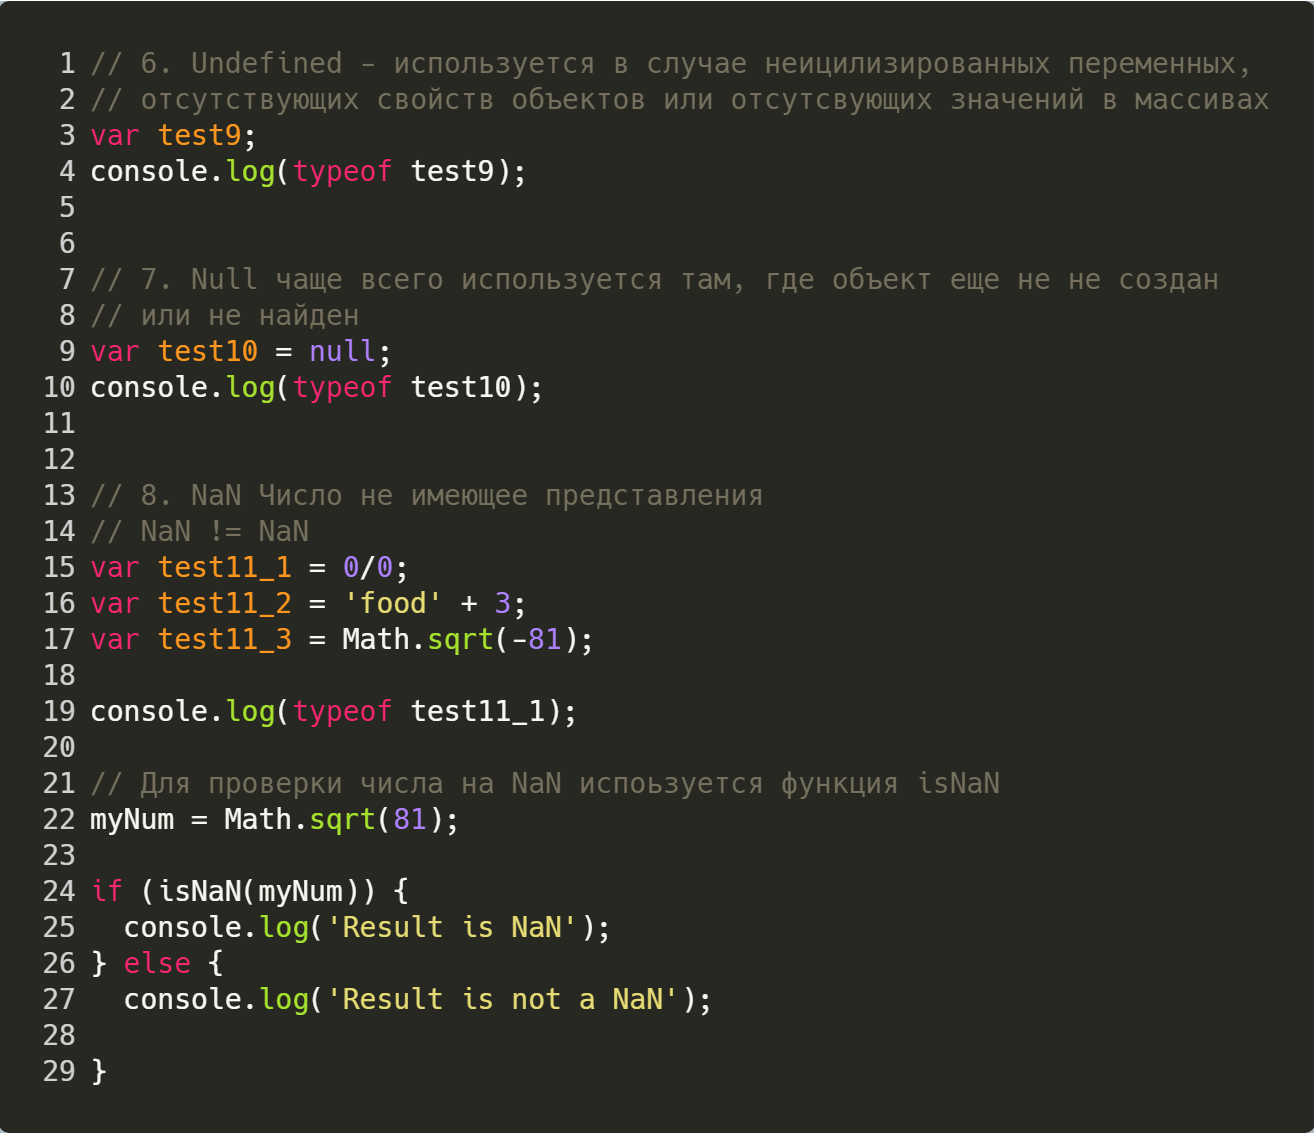 1 // 6. Undefined - используется в случае неицилизированных переменных,
2 // отсутствующих свойств объектов или отсутсвующих значений в массивах
3 var test9;
4 console.log(typeof test9);
5
6
7 // 7. Null чаще всего используется там, где объект еще не не создан
8 // или не найден
9 var test10 = null;
10 console.log(typeof test10);
11
12
13 // 8. NaN Число не имеющее представления
14 // NaN != NaN
15 var test11_1 = 0/0;
16 var test11_2 = 'food' + 3;
17 var test11_3 = Math.sqrt(-81);
18
19 console.log(typeof test11_1);
20
21 // Для проверки числа на NaN испоьзуется функция isNaN
22 myNum = Math.sqrt(81);
23
24 if (isNaN(myNum)) {
25   console.log('Result is NaN');
26 } else {
27   console.log('Result is not a NaN');
28
29 }